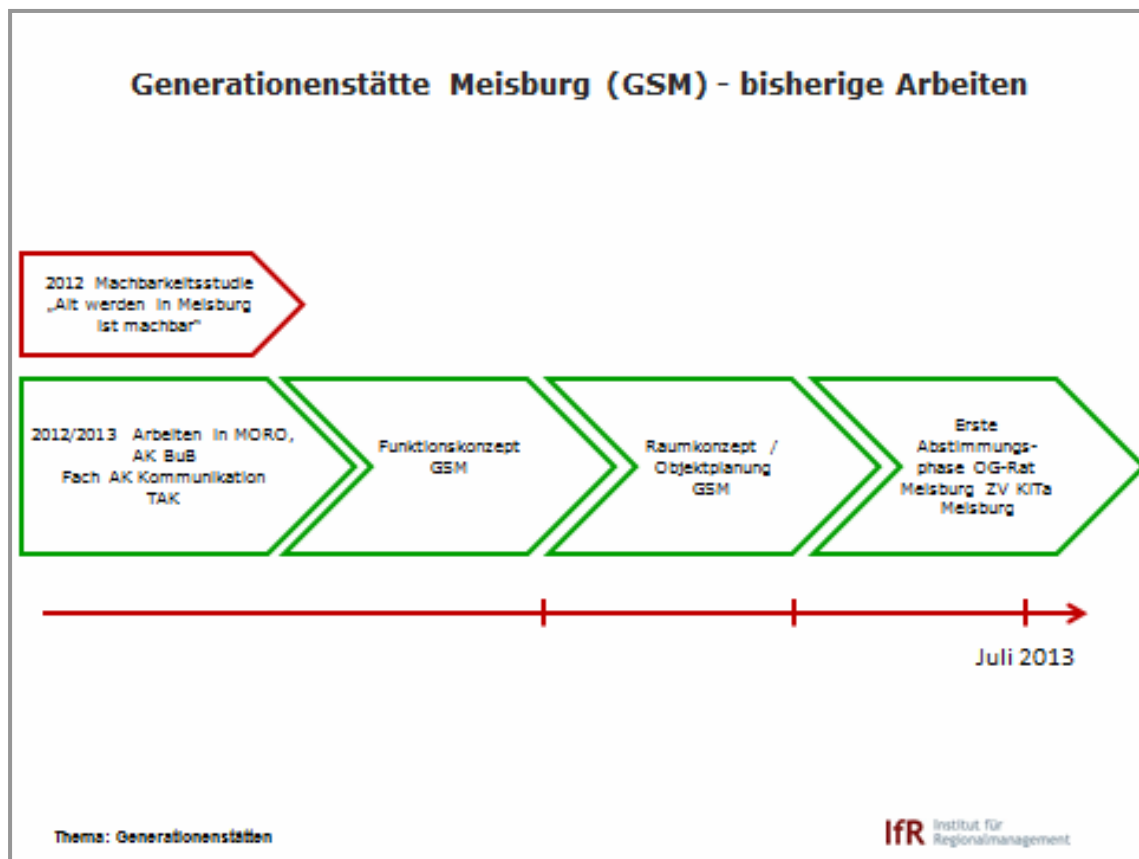 Generationenstätte Meisburg (GSM) - bisherige Arbeiten
2012 Machbarkeitsstudie
„Alt werden in Meisburg
ist machbar“
2012/2013 Arbeiten in MORO,
AK BuB
Fach AK Kommunikation
TAK
Funktionskonzept
GSM
Raumkonzept /
Objektplanung
GSM
Erste
Abstimmungs-
phase OG-Rat
Meisburg ZV KiTa
Meisburg
Juli 2013
Thema: Generationenstätten
IfR Institut für
Regionalmanagement